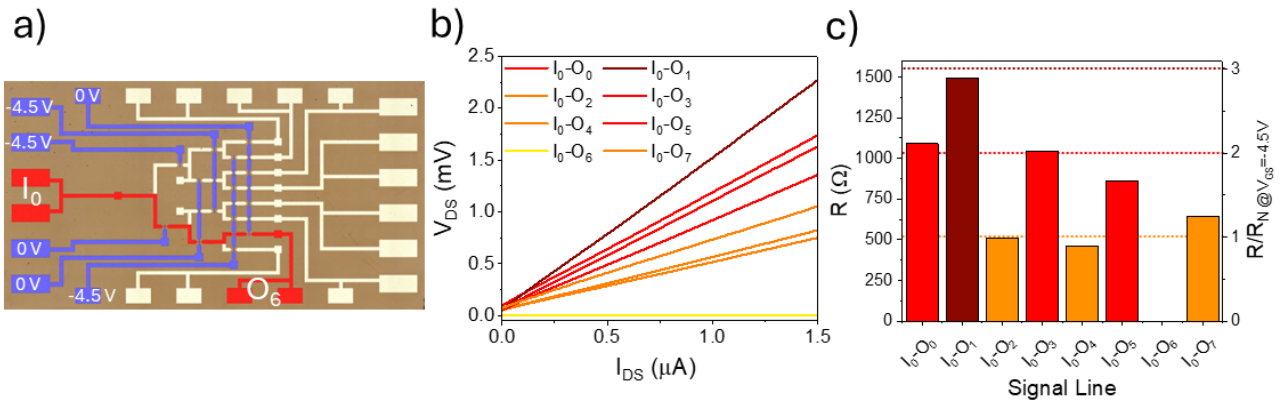 a)
0 V
-4.5 V
-4.5 V
I₀
0 V
0 V
-4.5 V
O₆
b)
2.5
2.0
1.5
1.0
0.5
0.0
V_DS (mV)
I₀-O₀ I₀-O₁
I₀-O₂ I₀-O₃
I₀-O₄ I₀-O₅
I₀-O₆ I₀-O₇
0.0 0.5 1.0 1.5
I_DS (μA)
c)
1500
1250
1000
750
500
250
0
R (Ω)
3
2
1
0
R/R_N @V_GS=-4.5V
I₀-O₀ I₀-O₁ I₀-O₂ I₀-O₃ I₀-O₄ I₀-O₅ I₀-O₆ I₀-O₇
Signal Line